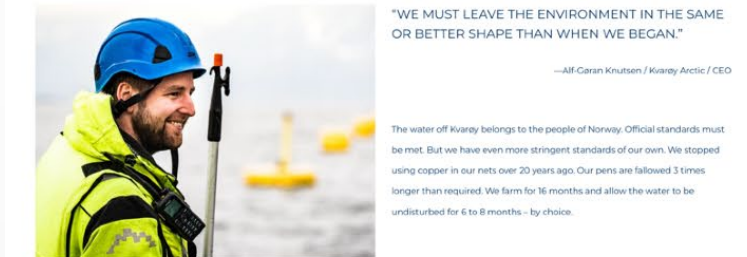 “WE MUST LEAVE THE ENVIRONMENT IN THE SAME
OR BETTER SHAPE THAN WHEN WE BEGAN.”
—Alf-Gøran Knutsen / Kvarøy Arctic / CEO
The water off Kvarøy belongs to the people of Norway. Official standards must
be met. But we have even more stringent standards of our own. We stopped
using copper in our nets over 20 years ago. Our pens are fallowed 3 times
longer than required. We farm for 16 months and allow the water to be
undisturbed for 6 to 8 months – by choice.